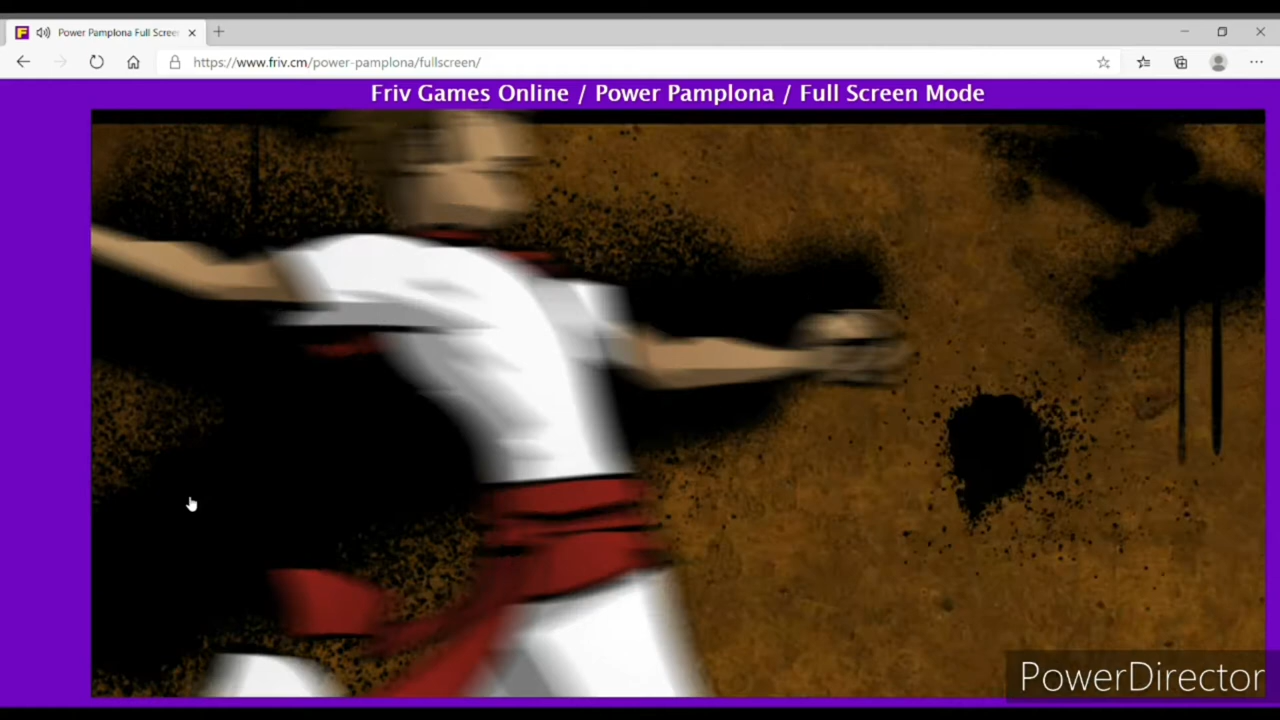 Power Pamplona Full Scree
https://www.friv.cm/power-pamplona/fullscreen/
Friv Games Online / Power Pamplona / Full Screen Mode
PowerDirector